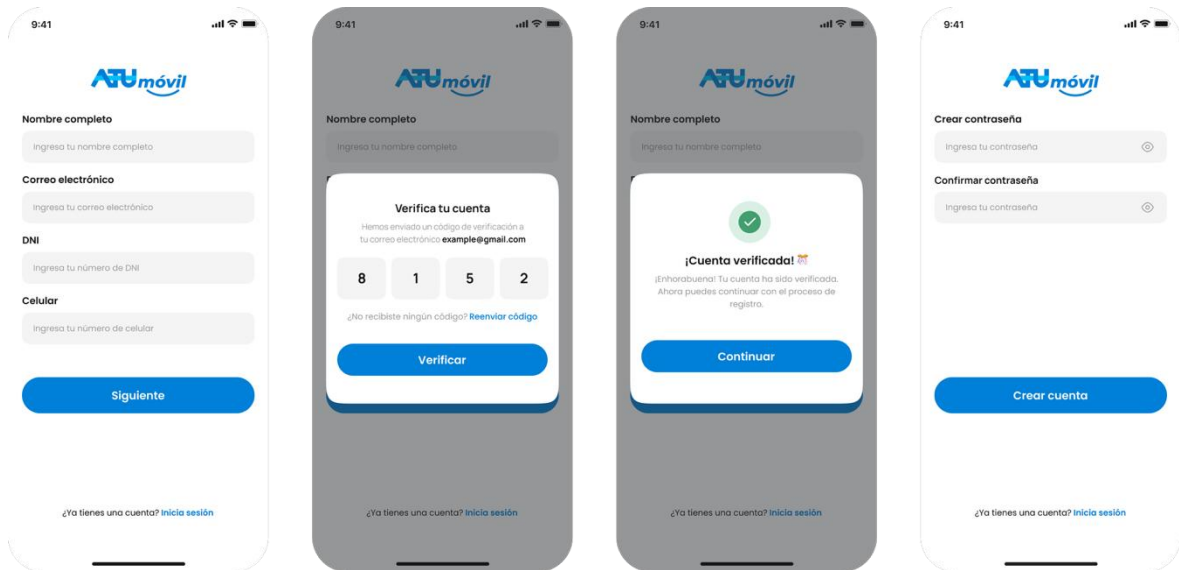 9:41
ATU móvil
Nombre completo
Ingresa tu nombre completo
Correo electrónico
Ingresa tu correo electrónico
DNI
Ingresa tu número de DNI
Celular
Ingresa tu número de celular
Siguiente
¿Ya tienes una cuenta? Inicia sesión
9:41
ATU móvil
Nombre completo
Ingresa tu nombre completo
Verifica tu cuenta
Hemos enviado un código de verificación a
tu correo electrónico example@gmail.com
8 1 5 2
¿No recibiste ningún código? Reenviar código
Verificar
¿Ya tienes una cuenta? Inicia sesión
9:41
ATU móvil
Nombre completo
Ingresa tu nombre completo
¡Cuenta verificada! 🎊
¡Enhorabuena! Tu cuenta ha sido verificada.
Ahora puedes continuar con el proceso de
registro.
Continuar
¿Ya tienes una cuenta? Inicia sesión
9:41
ATU móvil
Crear contraseña
Ingresa tu contraseña
Confirmar contraseña
Ingresa tu contraseña
Crear cuenta
¿Ya tienes una cuenta? Inicia sesión